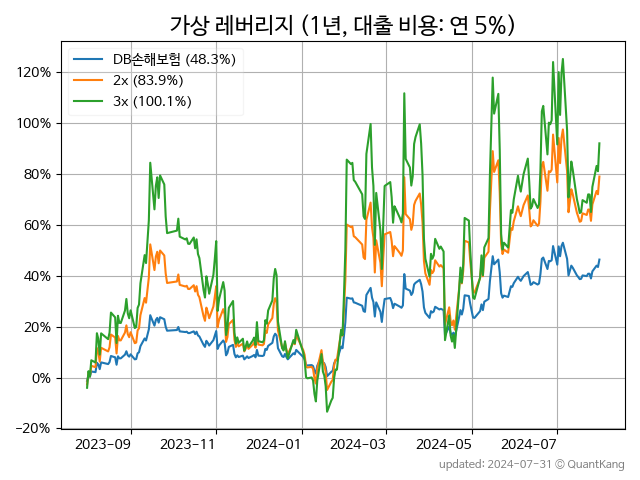 가상 레버리지 (1년, 대출 비용: 연 5%)
DB손해보험 (48.3%)
2x (83.9%)
3x (100.1%)
120%
100%
80%
60%
40%
20%
0%
−20%
2023-09
2023-11
2024-01
2024-03
2024-05
2024-07
updated: 2024-07-31 © QuantKang